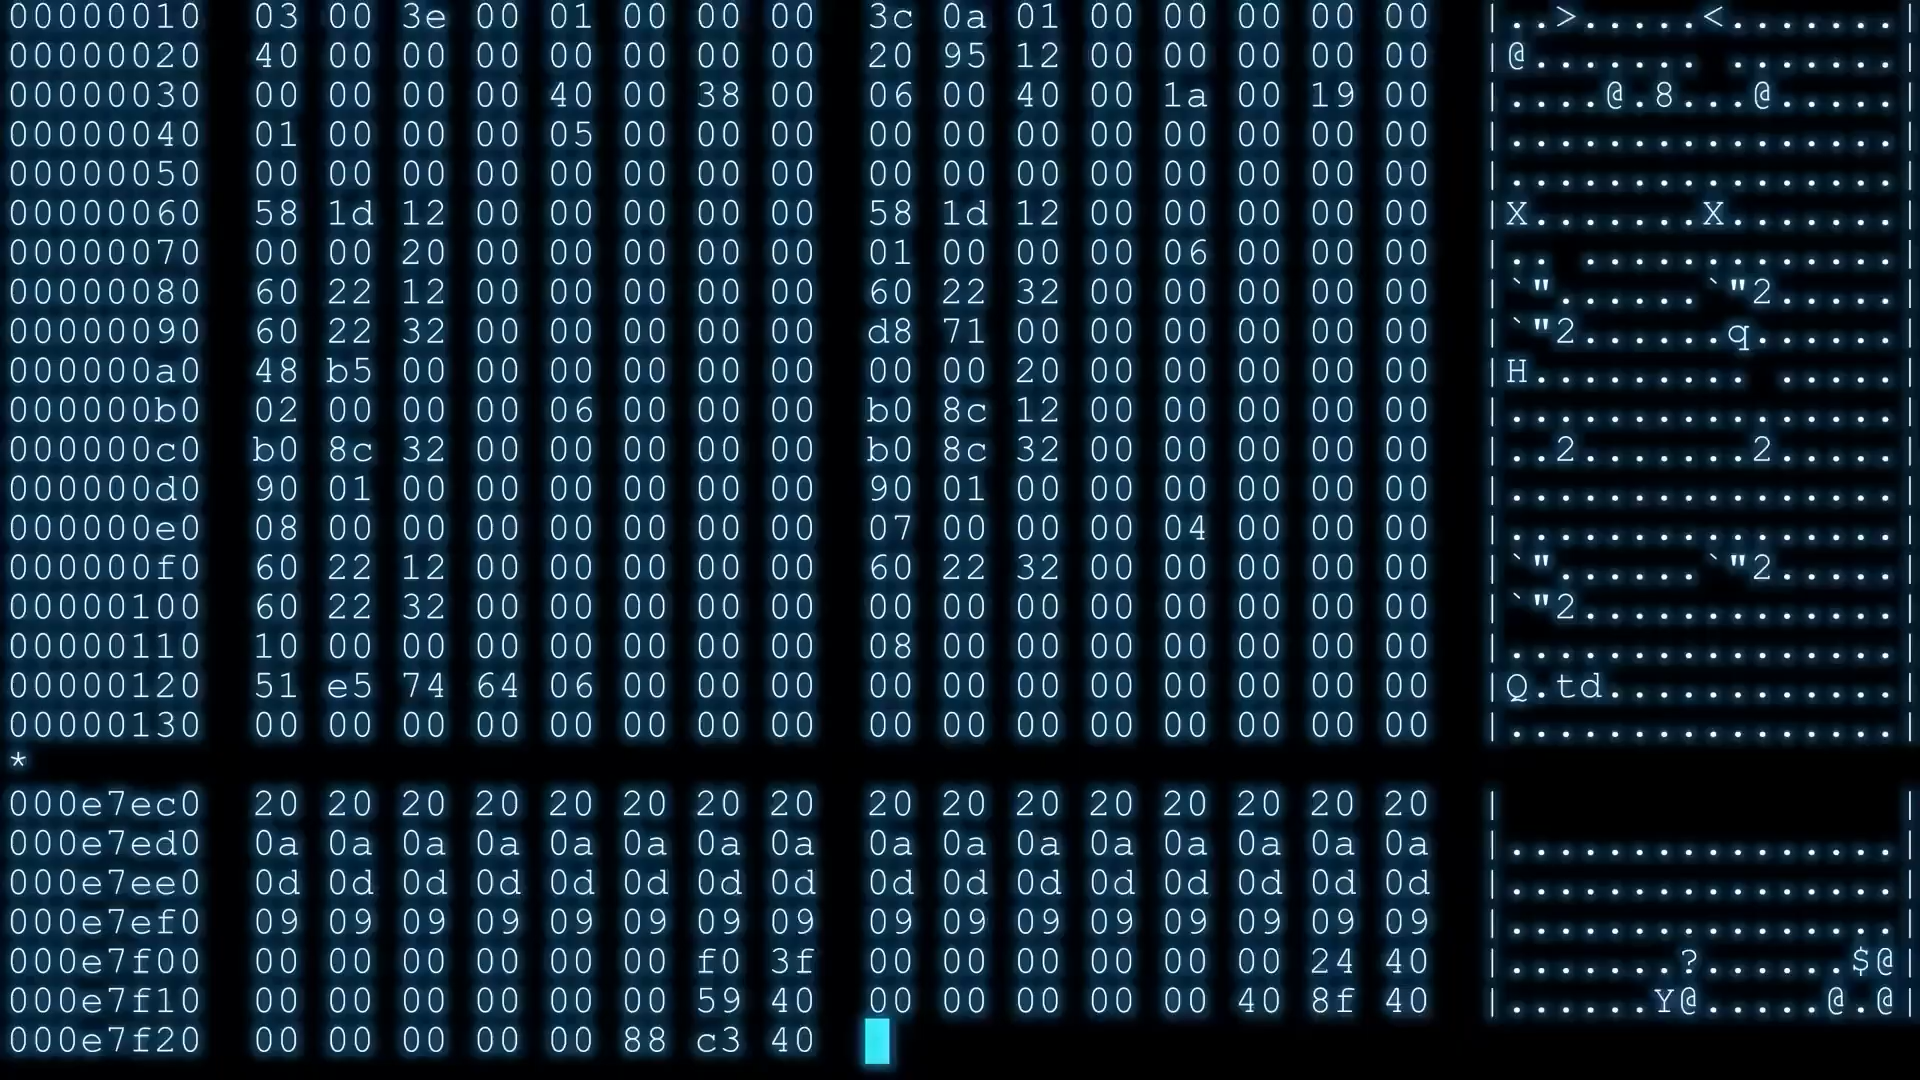 00000010 03 00 3e 00 01 00 00 00 3c 0a 01 00 00 00 00 00 |..>.....<.......|
00000020 40 00 00 00 00 00 00 00 20 95 12 00 00 00 00 00 |@....... .......|
00000030 00 00 00 00 40 00 38 00 06 00 40 00 1a 00 19 00 |....@.8...@.....|
00000040 01 00 00 00 05 00 00 00 00 00 00 00 00 00 00 00 |................|
00000050 00 00 00 00 00 00 00 00 00 00 00 00 00 00 00 00 |................|
00000060 58 1d 12 00 00 00 00 00 58 1d 12 00 00 00 00 00 |X.......X.......|
00000070 00 00 20 00 00 00 00 00 01 00 00 00 06 00 00 00 |.. .............|
00000080 60 22 12 00 00 00 00 00 60 22 32 00 00 00 00 00 |`"......`"2.....|
00000090 60 22 32 00 00 00 00 00 d8 71 00 00 00 00 00 00 |`"2......q......|
000000a0 48 b5 00 00 00 00 00 00 00 00 20 00 00 00 00 00 |H......... .....|
000000b0 02 00 00 00 06 00 00 00 b0 8c 12 00 00 00 00 00 |................|
000000c0 b0 8c 32 00 00 00 00 00 b0 8c 32 00 00 00 00 00 |..2.......2.....|
000000d0 90 01 00 00 00 00 00 00 90 01 00 00 00 00 00 00 |................|
000000e0 08 00 00 00 00 00 00 00 07 00 00 00 04 00 00 00 |................|
000000f0 60 22 12 00 00 00 00 00 60 22 32 00 00 00 00 00 |`"......`"2.....|
00000100 60 22 32 00 00 00 00 00 00 00 00 00 00 00 00 00 |`"2.............|
00000110 10 00 00 00 00 00 00 00 08 00 00 00 00 00 00 00 |................|
00000120 51 e5 74 64 06 00 00 00 00 00 00 00 00 00 00 00 |Q.td............|
00000130 00 00 00 00 00 00 00 00 00 00 00 00 00 00 00 00 |................|
*
000e7ec0 20 20 20 20 20 20 20 20 20 20 20 20 20 20 20 20 |                |
000e7ed0 0a 0a 0a 0a 0a 0a 0a 0a 0a 0a 0a 0a 0a 0a 0a 0a |................|
000e7ee0 0d 0d 0d 0d 0d 0d 0d 0d 0d 0d 0d 0d 0d 0d 0d 0d |................|
000e7ef0 09 09 09 09 09 09 09 09 09 09 09 09 09 09 09 09 |................|
000e7f00 00 00 00 00 00 00 f0 3f 00 00 00 00 00 00 24 40 |.......?......$@|
000e7f10 00 00 00 00 00 00 59 40 00 00 00 00 00 40 8f 40 |......Y@.....@.@|
000e7f20 00 00 00 00 00 88 c3 40